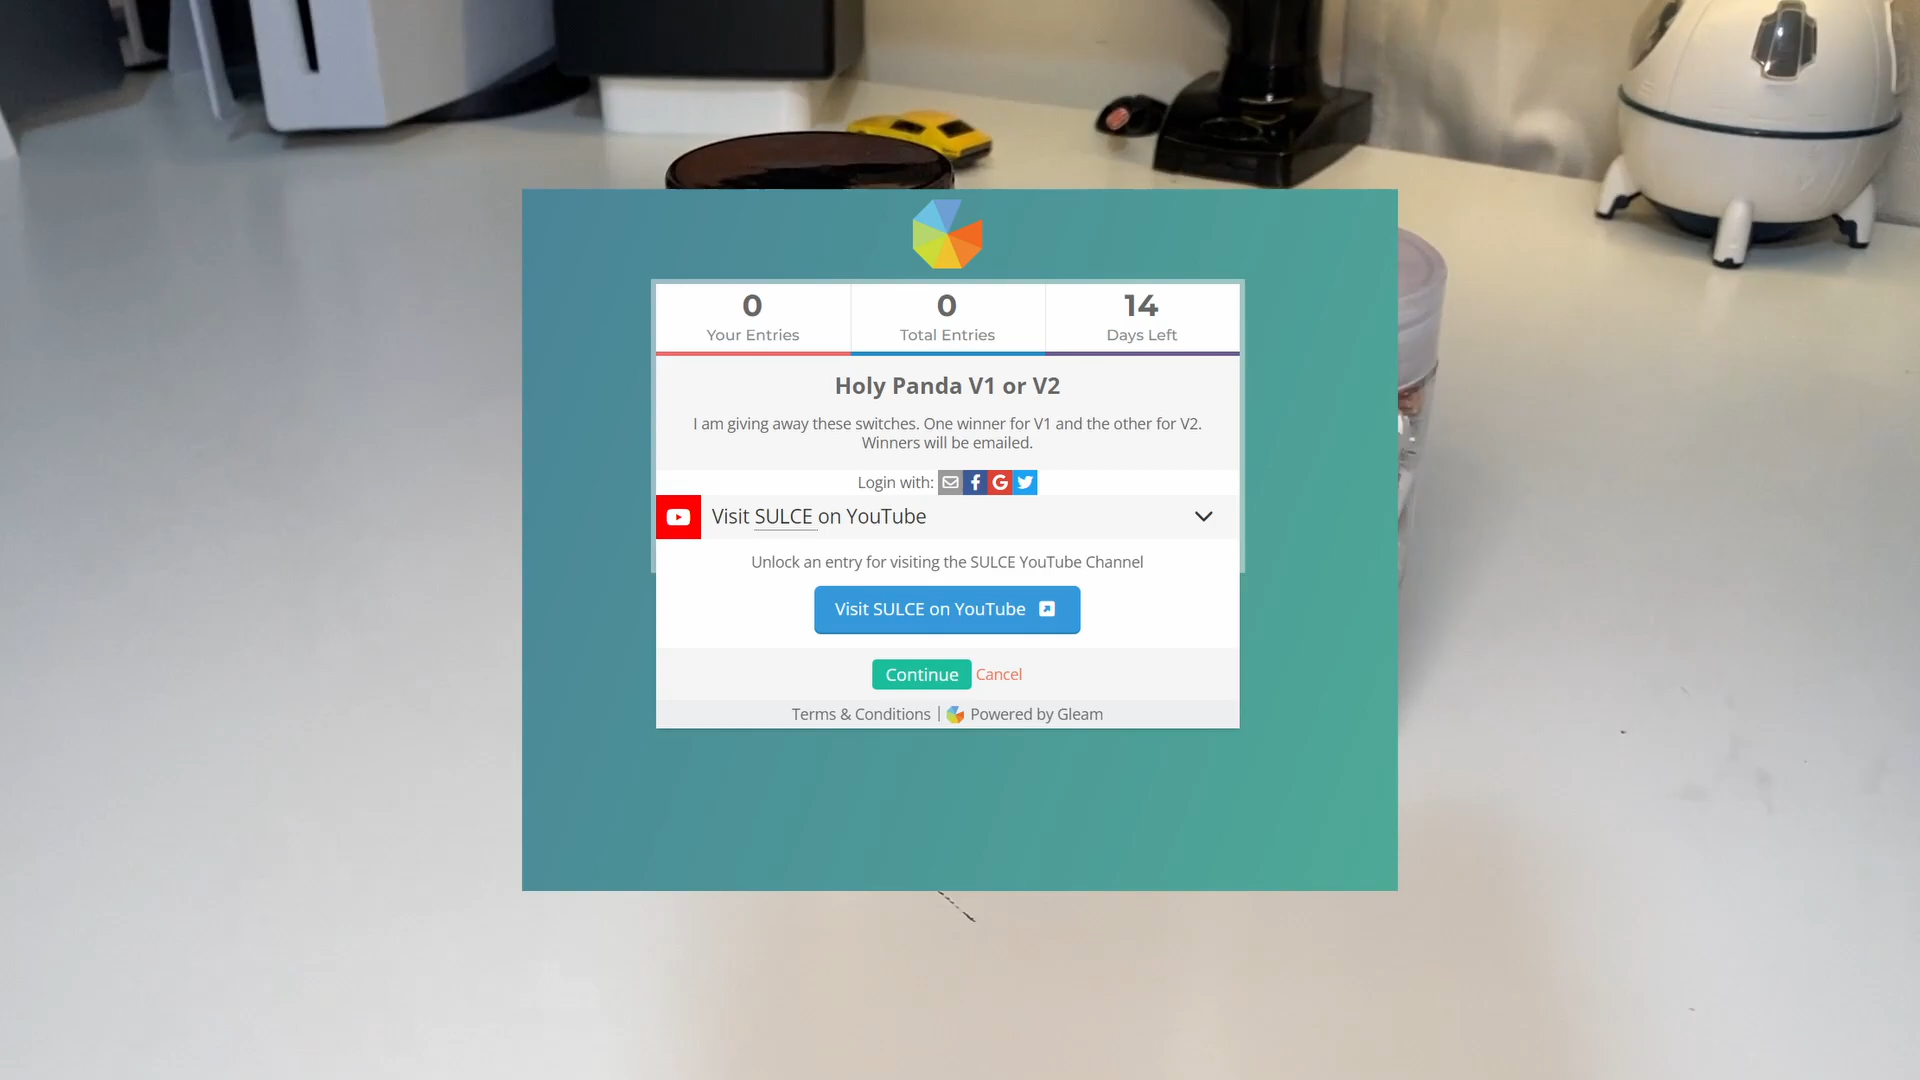 0
Your Entries
0
Total Entries
14
Days Left
Holy Panda V1 or V2
I am giving away these switches. One winner for V1 and the other for V2.
Winners will be emailed.
Login with:
Visit SULCE on YouTube
Unlock an entry for visiting the SULCE YouTube Channel
Visit SULCE on YouTube
Continue Cancel
Terms & Conditions | Powered by Gleam